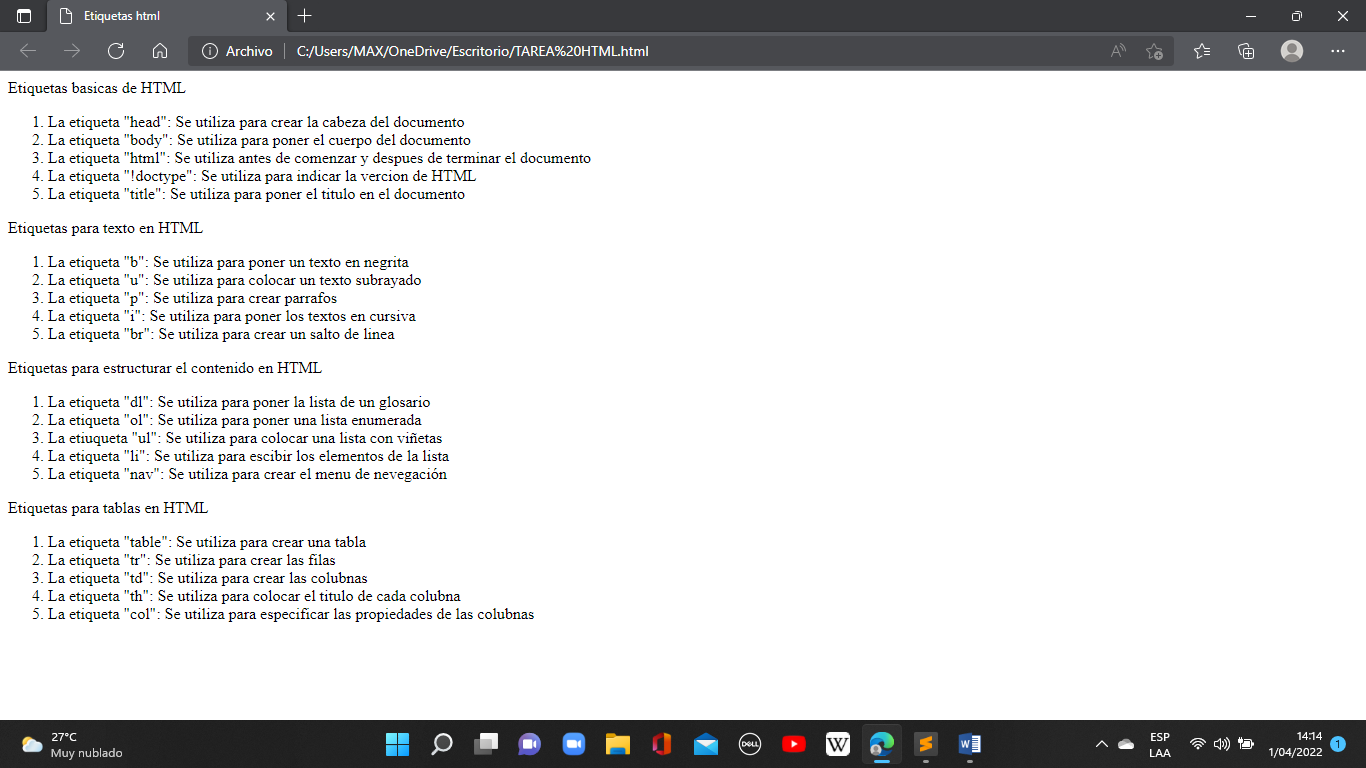 Etiquetas html
Archivo
C:/Users/MAX/OneDrive/Escritorio/TAREA%20HTML.html
Etiquetas basicas de HTML
1. La etiqueta "head": Se utiliza para crear la cabeza del documento
2. La etiqueta "body": Se utiliza para poner el cuerpo del documento
3. La etiqueta "html": Se utiliza antes de comenzar y despues de terminar el documento
4. La etiqueta "!doctype": Se utiliza para indicar la vercion de HTML
5. La etiqueta "title": Se utiliza para poner el titulo en el documento
Etiquetas para texto en HTML
1. La etiqueta "b": Se utiliza para poner un texto en negrita
2. La etiqueta "u": Se utiliza para colocar un texto subrayado
3. La etiqueta "p": Se utiliza para crear parrafos
4. La etiqueta "i": Se utiliza para poner los textos en cursiva
5. La etiqueta "br": Se utiliza para crear un salto de linea
Etiquetas para estructurar el contenido en HTML
1. La etiqueta "dl": Se utiliza para poner la lista de un glosario
2. La etiqueta "ol": Se utiliza para poner una lista enumerada
3. La etiuqueta "ul": Se utiliza para colocar una lista con viñetas
4. La etiqueta "li": Se utiliza para escibir los elementos de la lista
5. La etiqueta "nav": Se utiliza para crear el menu de nevegación
Etiquetas para tablas en HTML
1. La etiqueta "table": Se utiliza para crear una tabla
2. La etiqueta "tr": Se utiliza para crear las filas
3. La etiqueta "td": Se utiliza para crear las colubnas
4. La etiqueta "th": Se utiliza para colocar el titulo de cada colubna
5. La etiqueta "col": Se utiliza para especificar las propiedades de las colubnas
27°C
Muy nublado
DELL
W
W
ESP
LAA
14:14
1/04/2022
1